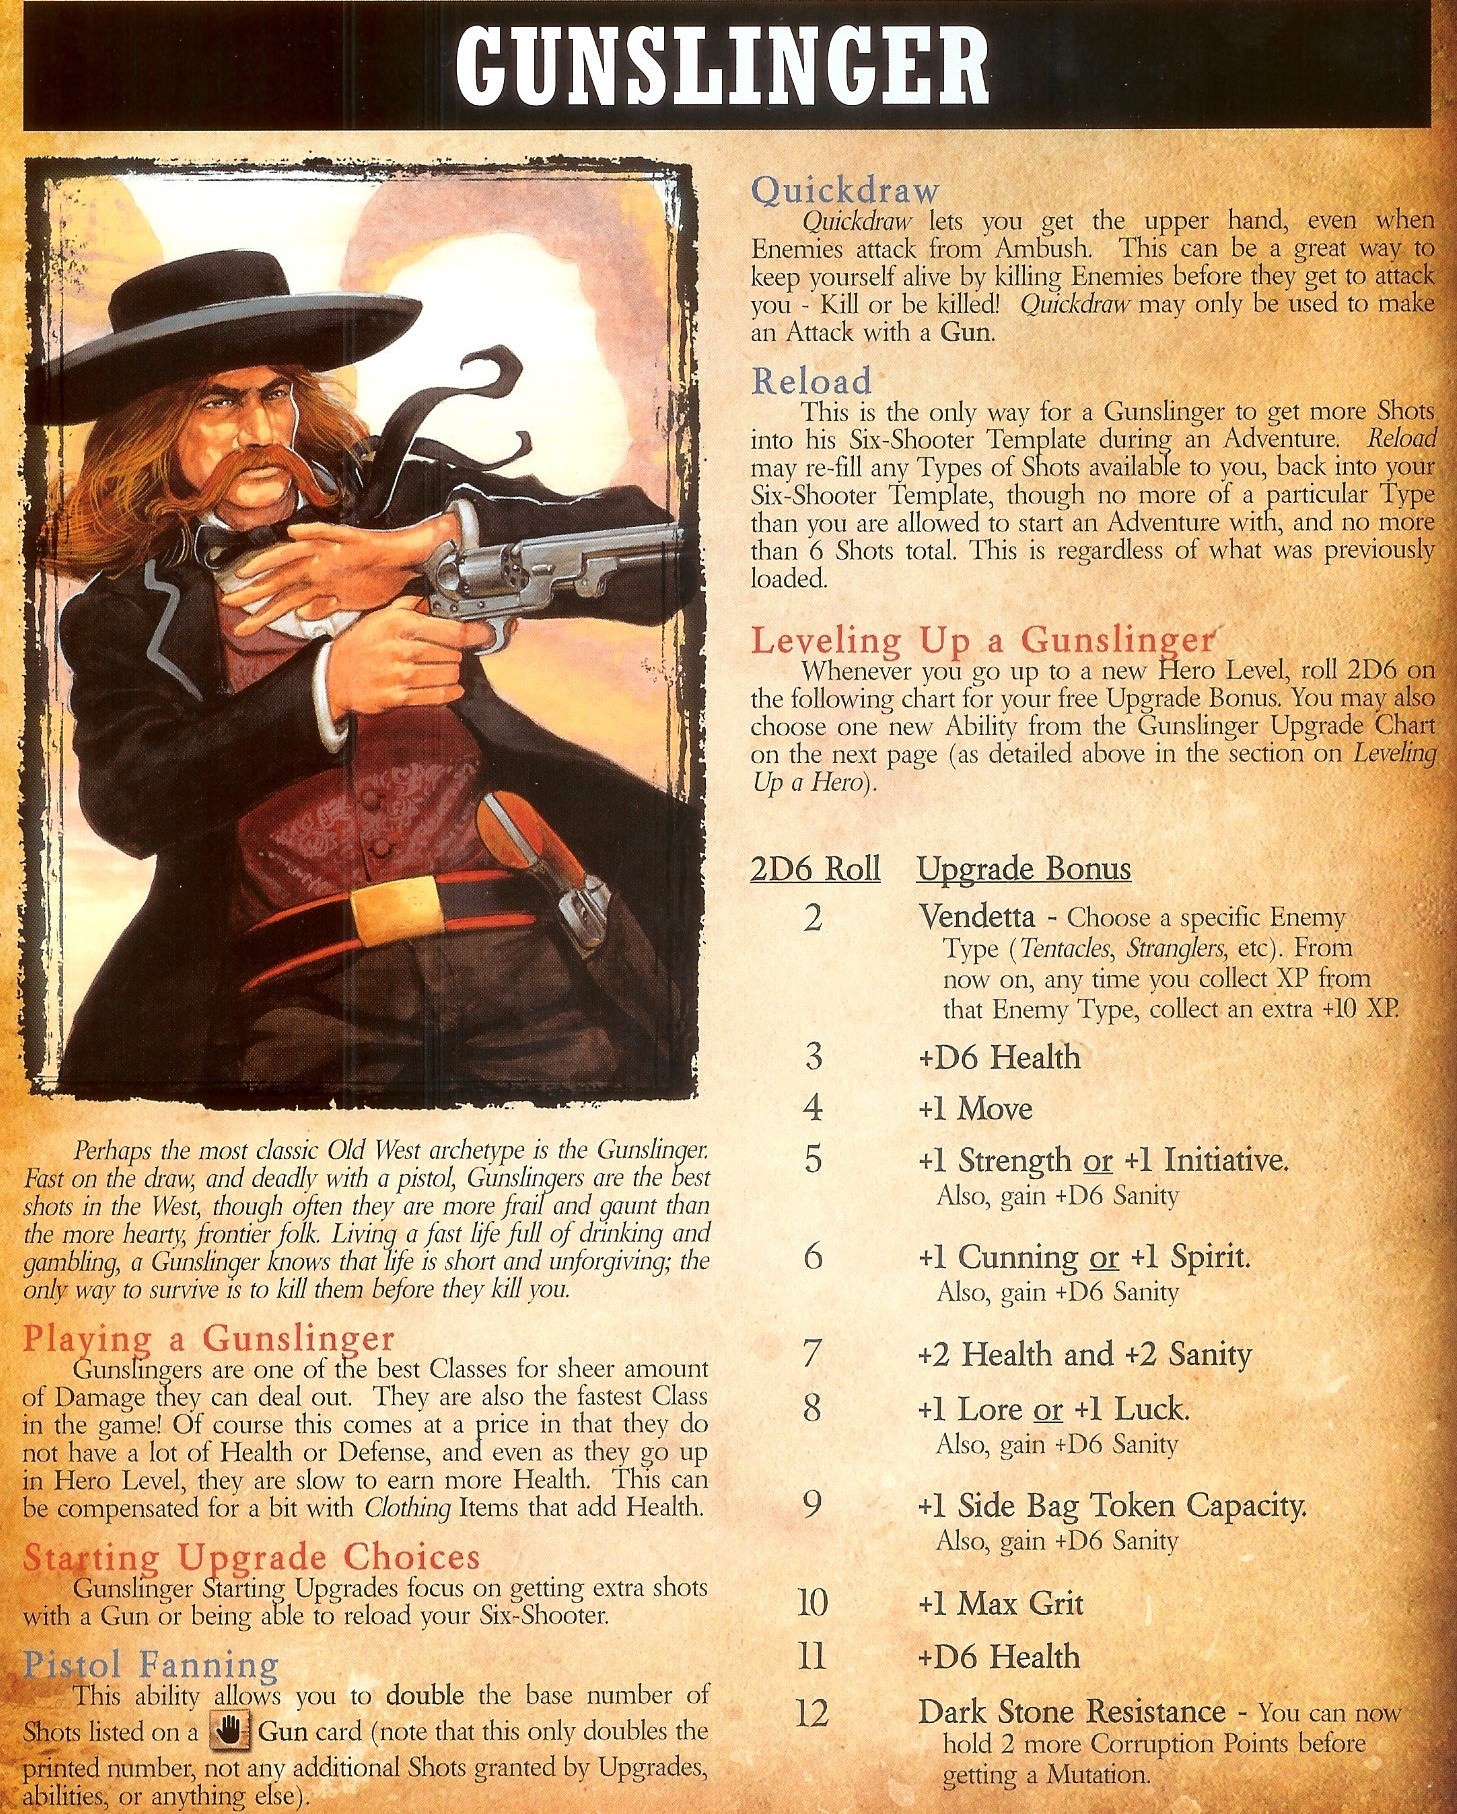 GUNSLINGER
Perhaps the most classic Old West archetype is the Gunslinger.
Fast on the draw, and deadly with a pistol, Gunslingers are the best
shots in the West, though often they are more frail and gaunt than
the more hearty, frontier folk. Living a fast life full of drinking and
gambling, a Gunslinger knows that life is short and unforgiving; the
only way to survive is to kill them before they kill you.
Playing a Gunslinger
Gunslingers are one of the best Classes for sheer amount
of Damage they can deal out. They are also the fastest Class
in the game! Of course this comes at a price in that they do
not have a lot of Health or Defense, and even as they go up
in Hero Level, they are slow to earn more Health. This can
be compensated for a bit with Clothing Items that add Health.
Starting Upgrade Choices
Gunslinger Starting Upgrades focus on getting extra shots
with a Gun or being able to reload your Six-Shooter.
Pistol Fanning
This ability allows you to double the base number of
Shots listed on a Gun card (note that this only doubles the
printed number, not any additional Shots granted by Upgrades,
abilities, or anything else).
Quickdraw
Quickdraw lets you get the upper hand, even when
Enemies attack from Ambush. This can be a great way to
keep yourself alive by killing Enemies before they get to attack
you - Kill or be killed! Quickdraw may only be used to make
an Attack with a Gun.
Reload
This is the only way for a Gunslinger to get more Shots
into his Six-Shooter Template during an Adventure. Reload
may re-fill any Types of Shots available to you, back into your
Six-Shooter Template, though no more of a particular Type
than you are allowed to start an Adventure with, and no more
than 6 Shots total. This is regardless of what was previously
loaded.
Leveling Up a Gunslinger
Whenever you go up to a new Hero Level, roll 2D6 on
the following chart for your free Upgrade Bonus. You may also
choose one new Ability from the Gunslinger Upgrade Chart
on the next page (as detailed above in the section on Leveling
Up a Hero).
2D6 Roll Upgrade Bonus
2 Vendetta - Choose a specific Enemy
Type (Tentacles, Stranglers, etc). From
now on, any time you collect XP from
that Enemy Type, collect an extra +10 XP.
3 +D6 Health
4 +1 Move
5 +1 Strength or +1 Initiative.
Also, gain +D6 Sanity
6 +1 Cunning or +1 Spirit.
Also, gain +D6 Sanity
7 +2 Health and +2 Sanity
8 +1 Lore or +1 Luck.
Also, gain +D6 Sanity
9 +1 Side Bag Token Capacity.
Also, gain +D6 Sanity
10 +1 Max Grit
11 +D6 Health
12 Dark Stone Resistance - You can now
hold 2 more Corruption Points before
getting a Mutation.